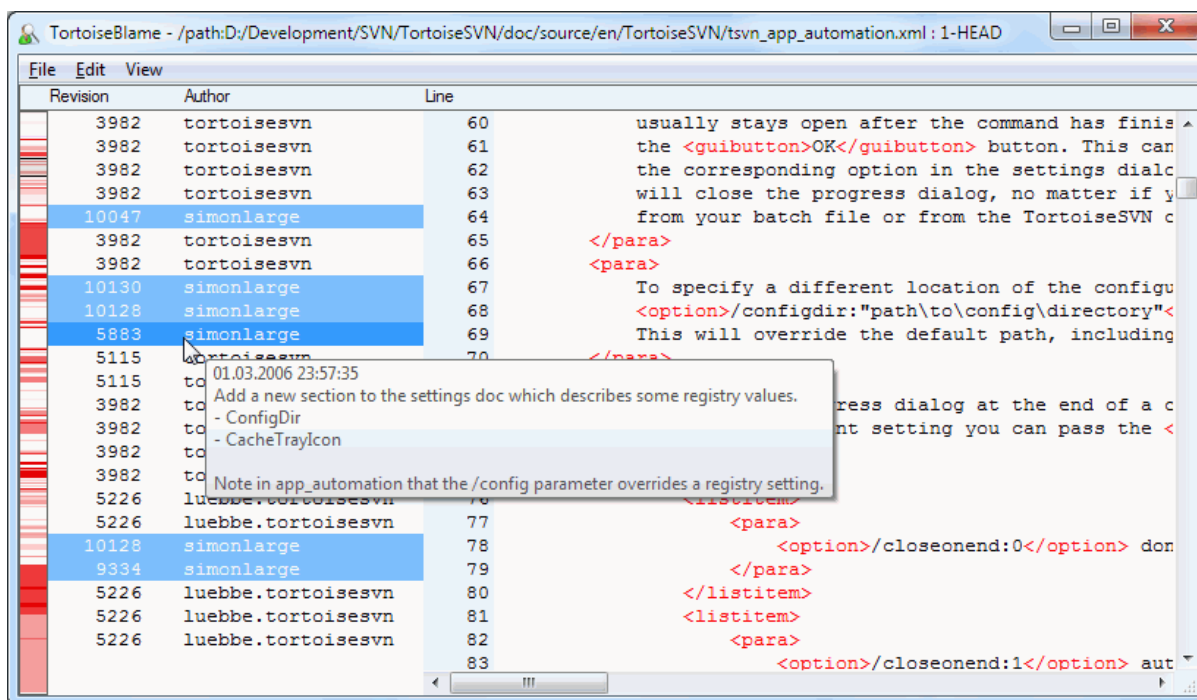 TortoiseBlame - /path:D:/Development/SVN/TortoiseSVN/doc/source/en/TortoiseSVN/tsvn_app_automation.xml : 1-HEAD
File Edit View
Revision Author Line
3982 tortoisesvn 60 usually stays open after the command has finis
3982 tortoisesvn 61 the <guibutton>OK</guibutton> button. This can
3982 tortoisesvn 62 the corresponding option in the settings dialo
3982 tortoisesvn 63 will close the progress dialog, no matter if y
10047 simonlarge 64 from your batch file or from the TortoiseSVN c
3982 tortoisesvn 65 </para>
3982 tortoisesvn 66 <para>
10130 simonlarge 67 To specify a different location of the configu
10128 simonlarge 68 <option>/configdir:"path\to\config\directory"<
5883 simonlarge 69 This will override the default path, including
5115 tortoisesvn 70 </para>
5115 to
3982 to ress dialog at the end of a c
3982 to nt setting you can pass the <
3982 to
3982 to
01.03.2006 23:57:35
Add a new section to the settings doc which describes some registry values.
- ConfigDir
- CacheTrayIcon
Note in app_automation that the /config parameter overrides a registry setting.
5226 luebbe.tortoisesvn 76 <listitem>
5226 luebbe.tortoisesvn 77 <para>
10128 simonlarge 78 <option>/closeonend:0</option> don
9334 simonlarge 79 </para>
5226 luebbe.tortoisesvn 80 </listitem>
5226 luebbe.tortoisesvn 81 <listitem>
5226 luebbe.tortoisesvn 82 <para>
83 <option>/closeonend:1</option> aut